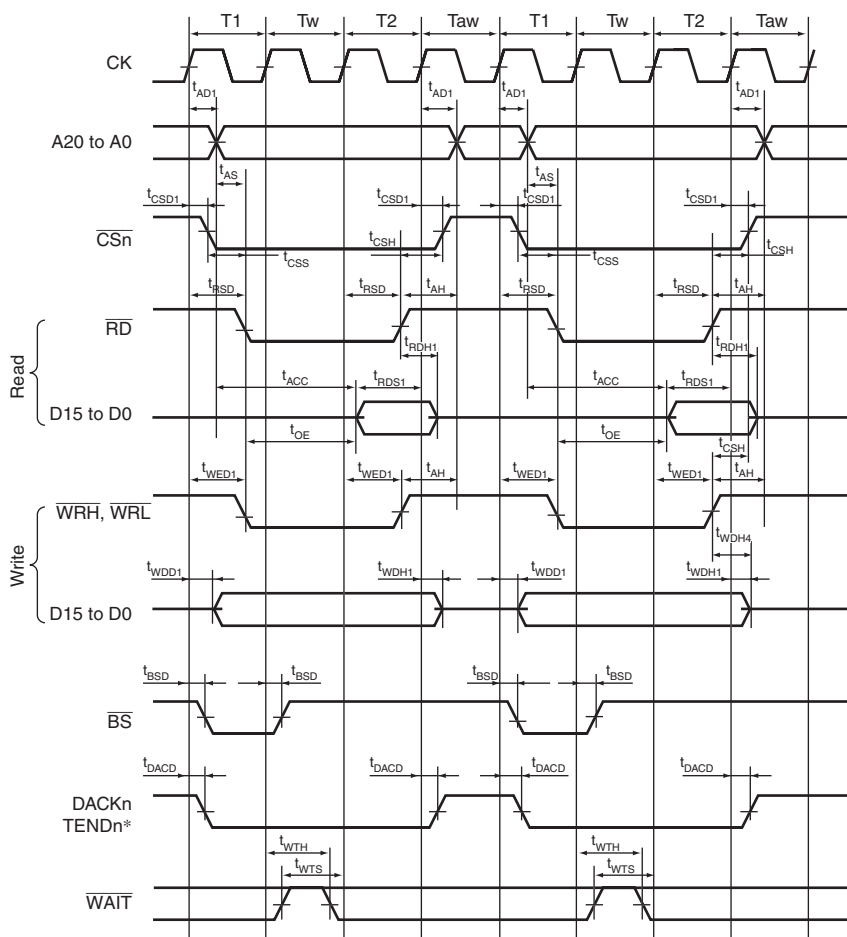 T1 Tw T2 Taw T1 Tw T2 Taw
CK
tAD1 tAD1 tAD1 tAD1
A20 to A0
tAS tAS
tCSD1 tCSD1 tCSD1 tCSD1
CSn
tCSS tCSH tCSS tCSH
tRSD tRSD tAH tRSD tRSD tAH
RD
tRDH1 tRDH1
Read
tACC tRDS1 tACC tRDS1
D15 to D0
tOE tOE
tCSH
tWED1 tWED1 tAH tWED1 tWED1 tAH
WRH, WRL
tWDH4
Write
tWDD1 tWDH1 tWDD1 tWDH1
D15 to D0
tBSD tBSD tBSD tBSD
BS
tDACD tDACD tDACD tDACD
DACKn
TENDn*
tWTH tWTH
tWTS tWTS
WAIT